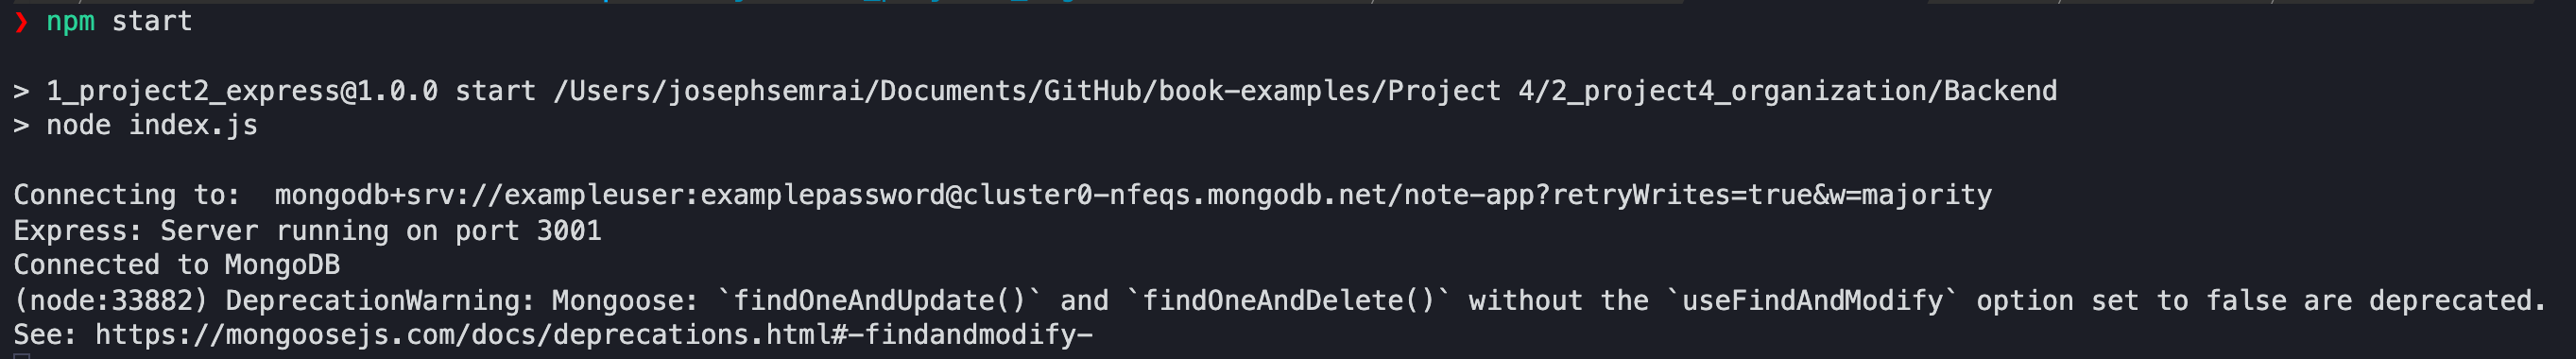 ❯ npm start
> 1_project2_express@1.0.0 start /Users/josephsemrai/Documents/GitHub/book-examples/Project 4/2_project4_organization/Backend
> node index.js
Connecting to:  mongodb+srv://exampleuser:examplepassword@cluster0-nfeqs.mongodb.net/note-app?retryWrites=true&w=majority
Express: Server running on port 3001
Connected to MongoDB
(node:33882) DeprecationWarning: Mongoose: `findOneAndUpdate()` and `findOneAndDelete()` without the `useFindAndModify` option set to false are deprecated.
See: https://mongoosejs.com/docs/deprecations.html#-findandmodify-